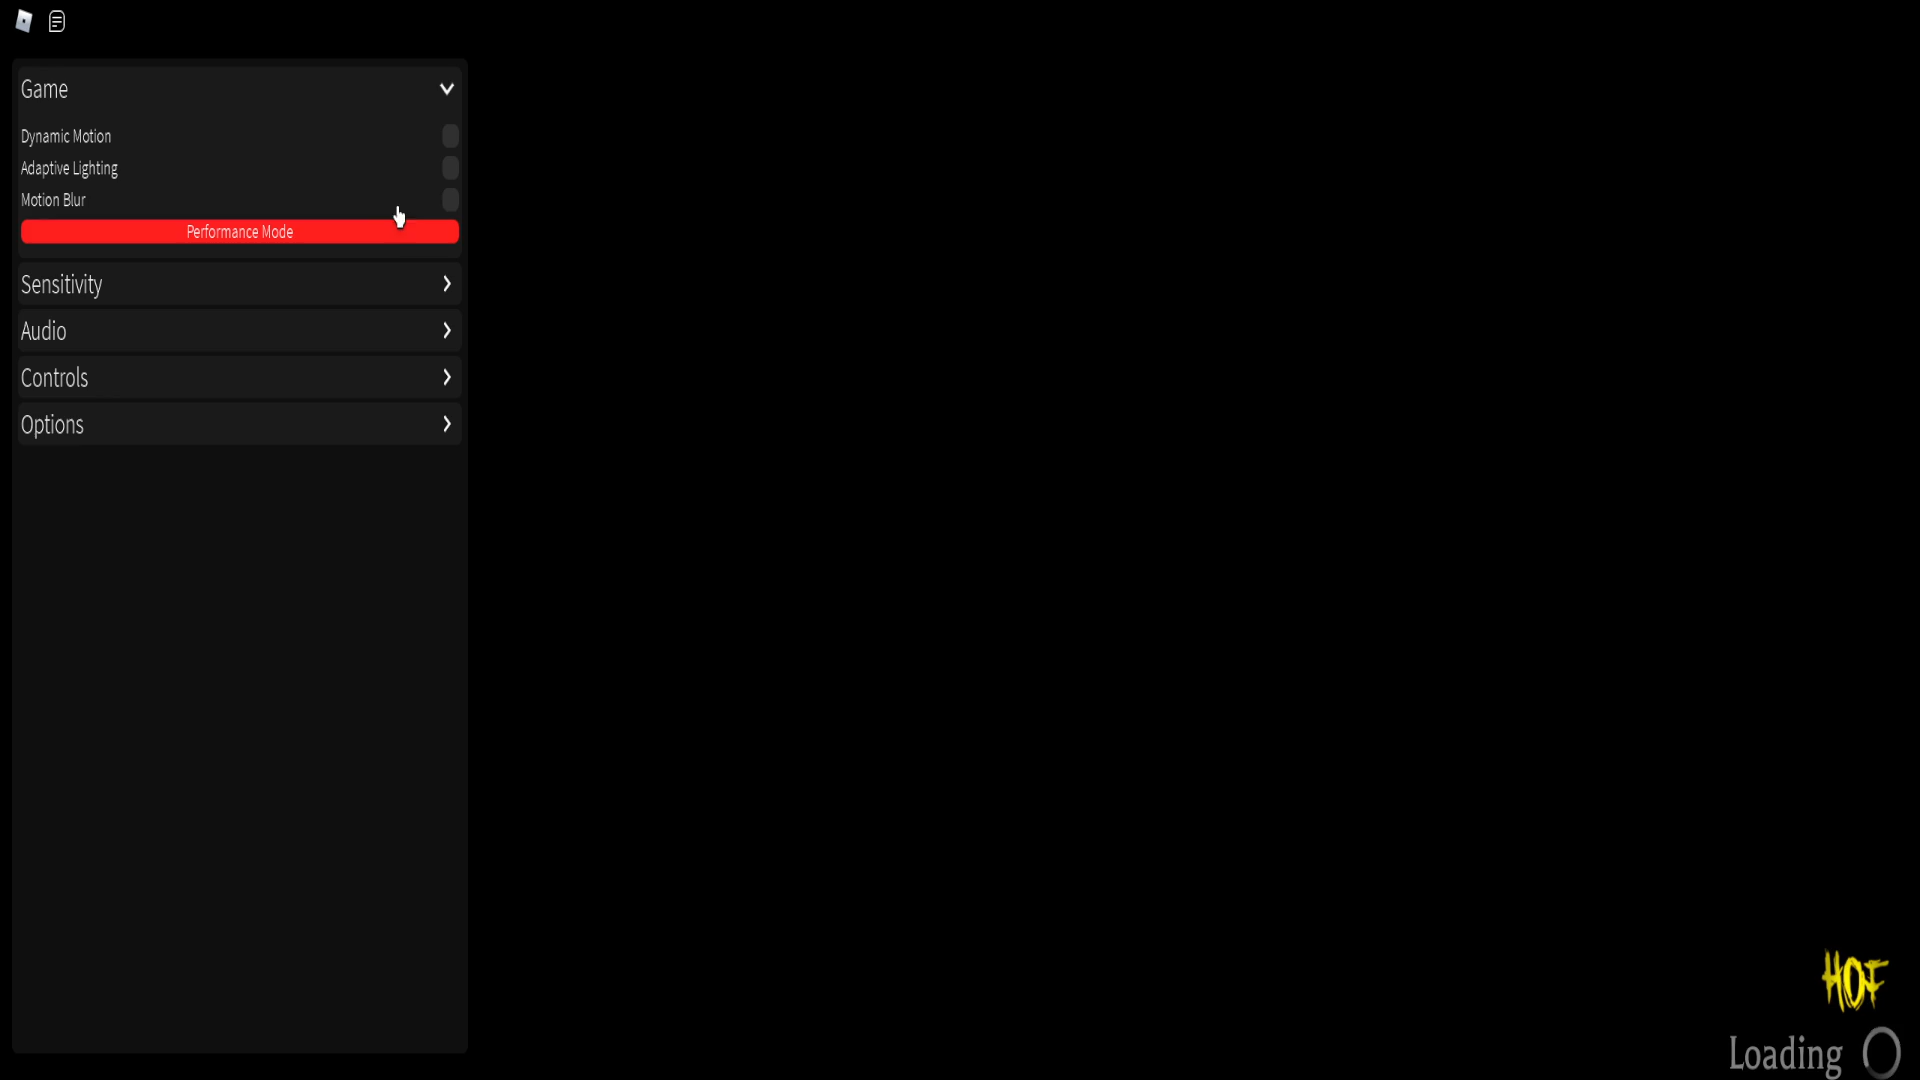 Game
Dynamic Motion
Adaptive Lighting
Motion Blur
Performance Mode
Sensitivity
Audio
Controls
Options
HOF
Loading